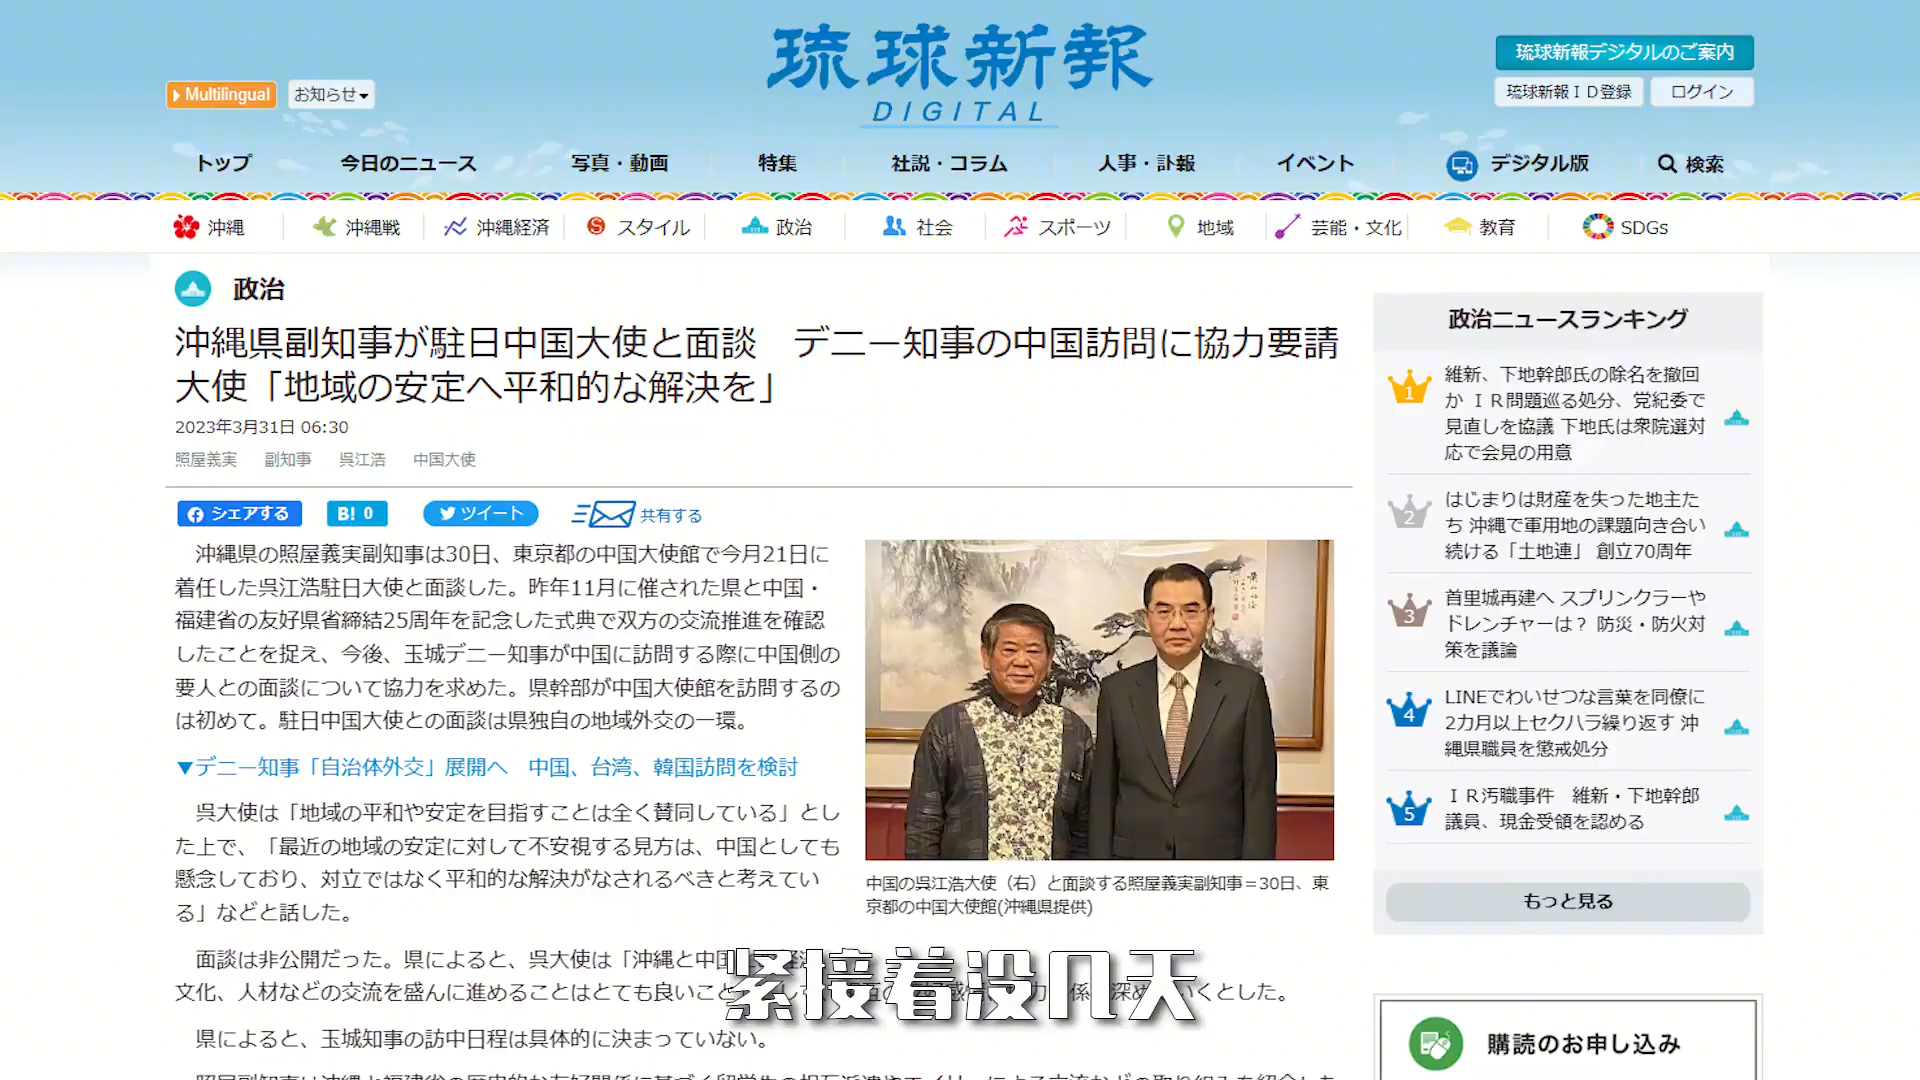 琉球新報
DIGITAL
Multilingual
お知らせ
琉球新報デジタルのご案内
琉球新報ＩＤ登録
ログイン
トップ
今日のニュース
写真・動画
特集
社説・コラム
人事・訃報
イベント
デジタル版
検索
沖縄
沖縄戦
沖縄経済
スタイル
政治
社会
スポーツ
地域
芸能・文化
教育
SDGs
政治
沖縄県副知事が駐日中国大使と面談　デニー知事の中国訪問に協力要請
大使「地域の安定へ平和的な解決を」
2023年3月31日 06:30
照屋義実 副知事 呉江浩 中国大使
シェアする
B! 0
ツイート
共有する
沖縄県の照屋義実副知事は30日、東京都の中国大使館で今月21日に
着任した呉江浩駐日大使と面談した。昨年11月に催された県と中国・
福建省の友好県省締結25周年を記念した式典で双方の交流推進を確認
したことを捉え、今後、玉城デニー知事が中国に訪問する際に中国側の
要人との面談について協力を求めた。県幹部が中国大使館を訪問するの
は初めて。駐日中国大使との面談は県独自の地域外交の一環。
▼デニー知事「自治体外交」展開へ　中国、台湾、韓国訪問を検討
呉大使は「地域の平和や安定を目指すことは全く賛同している」とし
た上で、「最近の地域の安定に対して不安視する見方は、中国としても
懸念しており、対立ではなく平和的な解決がなされるべきと考えてい
る」などと話した。
中国の呉江浩大使（右）と面談する照屋義実副知事＝30日、東
京都の中国大使館(沖縄県提供)
面談は非公開だった。県によると、呉大使は「沖縄と中国
文化、人材などの交流を盛んに進めることはとても良いこと
いくとした。
県によると、玉城知事の訪中日程は具体的に決まっていない。
紧接着没几天
政治ニュースランキング
1
維新、下地幹郎氏の除名を撤回
か ＩＲ問題巡る処分、党紀委で
見直しを協議 下地氏は衆院選対
応で会見の用意
2
はじまりは財産を失った地主た
ち 沖縄で軍用地の課題向き合い
続ける「土地連」 創立70周年
3
首里城再建へ スプリンクラーや
ドレンチャーは？ 防災・防火対
策を議論
4
LINEでわいせつな言葉を同僚に
2カ月以上セクハラ繰り返す 沖
縄県職員を懲戒処分
5
ＩＲ汚職事件　維新・下地幹郎
議員、現金受領を認める
もっと見る
購読のお申し込み